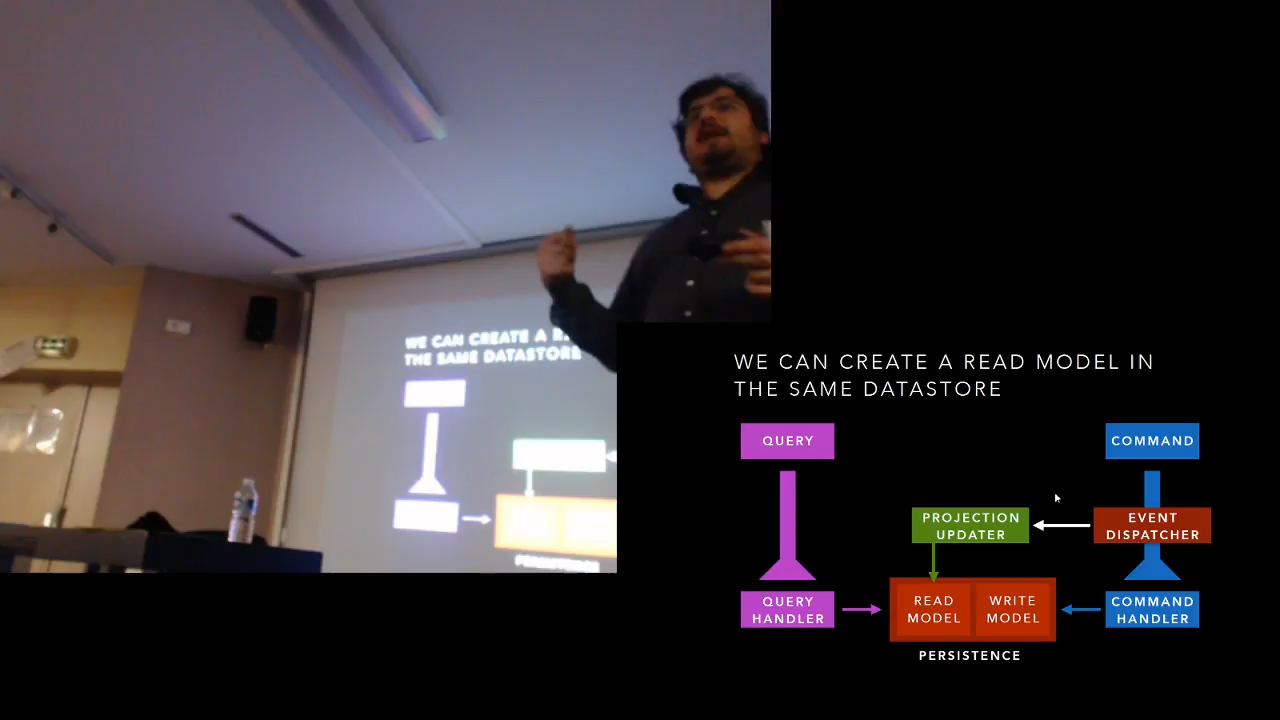 WE CAN CREATE A
THE SAME DATASTORE
WE CAN CREATE A READ MODEL IN
THE SAME DATASTORE
QUERY
COMMAND
PROJECTION
UPDATER
EVENT
DISPATCHER
QUERY
HANDLER
READ
MODEL
WRITE
MODEL
COMMAND
HANDLER
PERSISTENCE